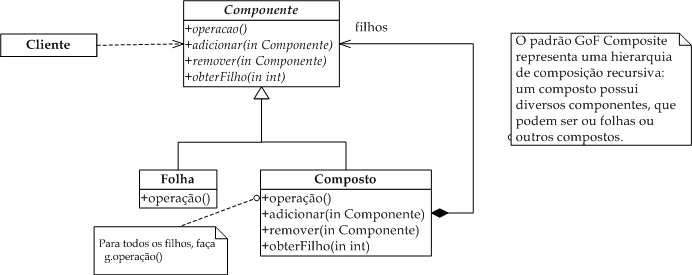 Componente
+operacao()
+adicionar(in Componente)
+remover(in Componente)
+obterFilho(in int)
Cliente
filhos
O padrão GoF Composite
representa uma hierarquia
de composição recursiva:
um composto possui
diversos componentes, que
podem ser ou folhas ou
outros compostos.
Folha
+operação()
Composto
+operação()
+adicionar(in Componente)
+remover(in Componente)
+obterFilho(in int)
Para todos os filhos, faça
g.operação()